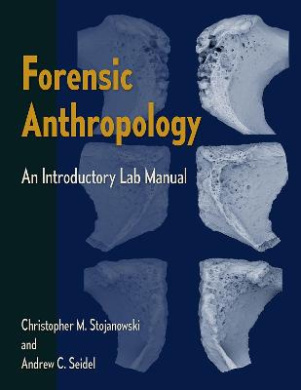 Forensic
Anthropology
An Introductory Lab Manual
Christopher M. Stojanowski
and
Andrew C. Seidel